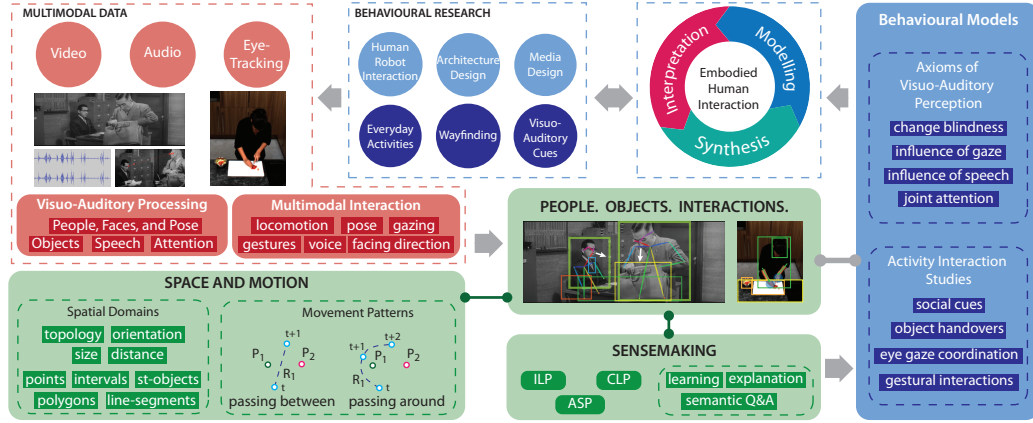 MULTIMODAL DATA
Video
Audio
Eye-
Tracking
Visuo-Auditory Processing
People, Faces, and Pose
Objects Speech Attention
Multimodal Interaction
locomotion pose gazing
gestures voice facing direction
BEHAVIOURAL RESEARCH
Human
Robot
Interaction
Architecture
Design
Media
Design
Everyday
Activities
Wayfinding
Visuo-
Auditory
Cues
Interpretation
Modelling
Synthesis
Embodied
Human
Interaction
Behavioural Models
Axioms of
Visuo-Auditory
Perception
change blindness
influence of gaze
influence of speech
joint attention
Activity Interaction
Studies
social cues
object handovers
eye gaze coordination
gestural interactions
PEOPLE. OBJECTS. INTERACTIONS.
SPACE AND MOTION
Spatial Domains
topology orientation
size distance
points intervals st-objects
polygons line-segments
Movement Patterns
t+1
P1 P2
R1
t
passing between
t+1 t+2
P1 P2
R1
t
passing around
SENSEMAKING
ILP CLP
ASP
learning explanation
semantic Q&A